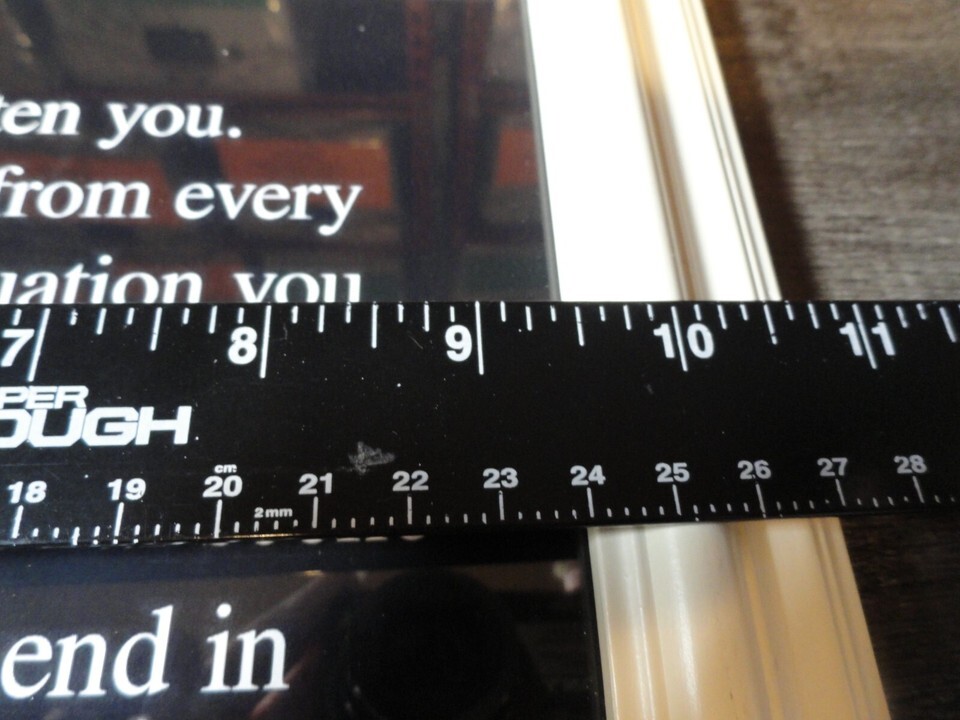 ten you.
from every
uation you
7 8 9 10 11
PER
OUGH
cm
18 19 20 21 22 23 24 25 26 27 28
2mm
end in